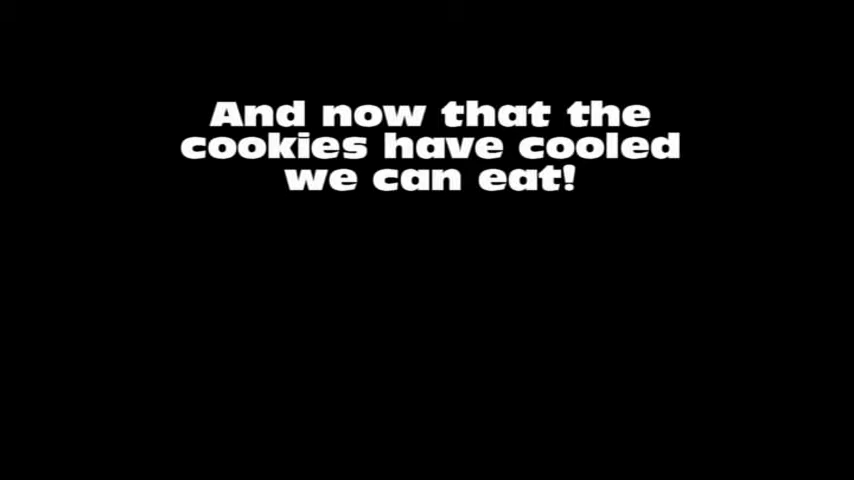 And now that the
cookies have cooled
we can eat!